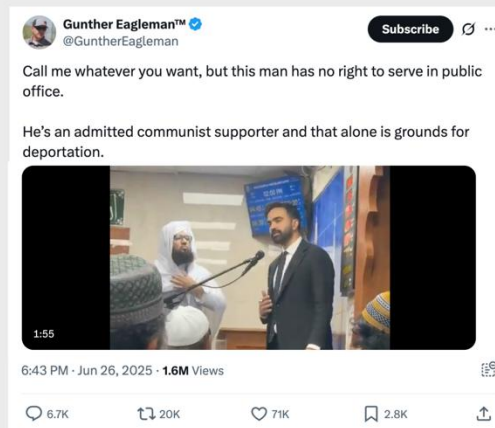 Gunther Eagleman™
@GuntherEagleman
Subscribe
Call me whatever you want, but this man has no right to serve in public
office.
He's an admitted communist supporter and that alone is grounds for
deportation.
1:55
6:43 PM · Jun 26, 2025 · 1.6M Views
6.7K
20K
71K
2.8K